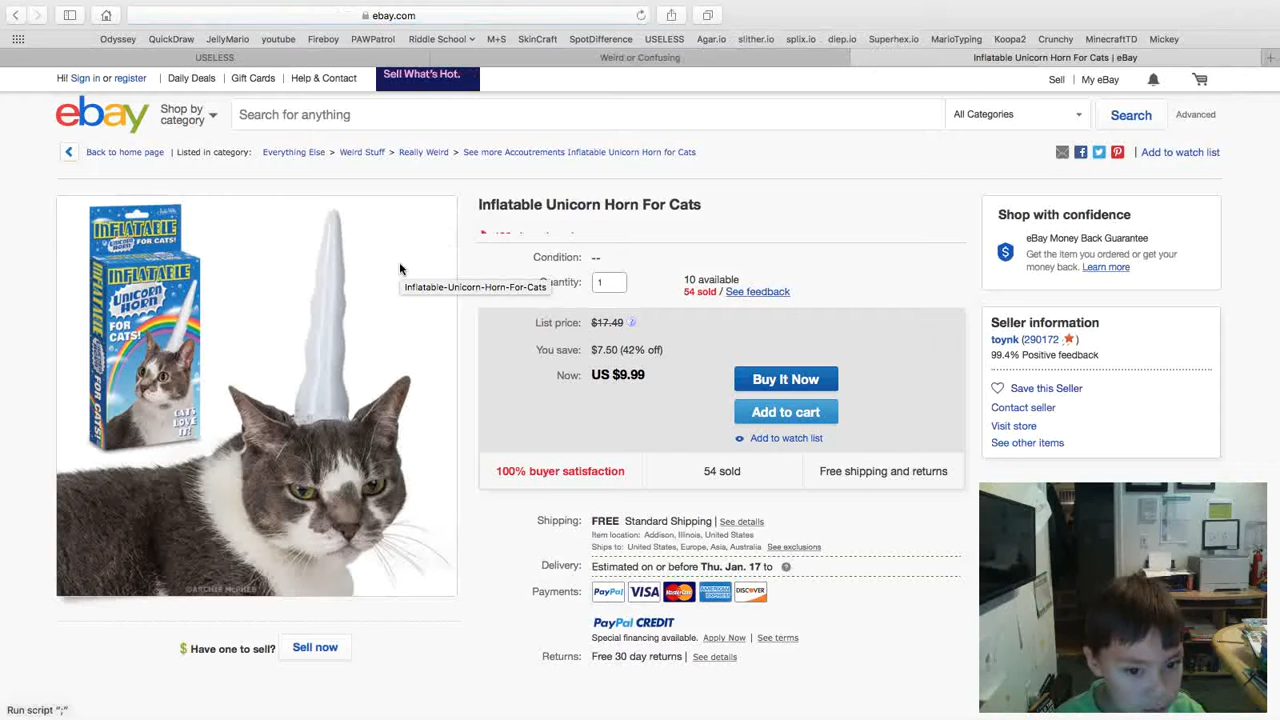 ebay.com
Odyssey QuickDraw JellyMario youtube Fireboy PAWPatrol Riddle School M+S SkinCraft SpotDifference USELESS Agar.io slither.io splix.io diep.io Superhex.io MarioTyping Koopa2 Crunchy MinecraftTD Mickey
USELESS Weird or Confusing Inflatable Unicorn Horn For Cats | eBay
Hi! Sign in or register Daily Deals Gift Cards Help & Contact Sell What's Hot. Sell My eBay
ebay Shop by category Search for anything All Categories Search Advanced
Back to home page | Listed in category: Everything Else > Weird Stuff > Really Weird > See more Accoutrements Inflatable Unicorn Horn for Cats | Add to watch list
INFLATABLE
UNICORN HORN
FOR CATS!
INFLATABLE
UNICORN
HORN
FOR
CATS!
CATS
LOVE
IT!
©ARCHIE MCPHEE
Have one to sell? Sell now
Inflatable Unicorn Horn For Cats
Condition: --
Inflatable-Unicorn-Horn-For-Cats
antity: 1 10 available
54 sold / See feedback
List price: $17.49
You save: $7.50 (42% off)
Now: US $9.99
Buy It Now
Add to cart
Add to watch list
100% buyer satisfaction 54 sold Free shipping and returns
Shipping: FREE Standard Shipping | See details
Item location: Addison, Illinois, United States
Ships to: United States, Europe, Asia, Australia See exclusions
Delivery: Estimated on or before Thu. Jan. 17 to
Payments: PayPal VISA MasterCard AMERICAN EXPRESS DISCOVER
PayPal CREDIT
Special financing available. Apply Now | See terms
Returns: Free 30 day returns | See details
Shop with confidence
eBay Money Back Guarantee
Get the item you ordered or get your
money back. Learn more
Seller information
toynk (290172 )
99.4% Positive feedback
Save this Seller
Contact seller
Visit store
See other items
Run script ";"